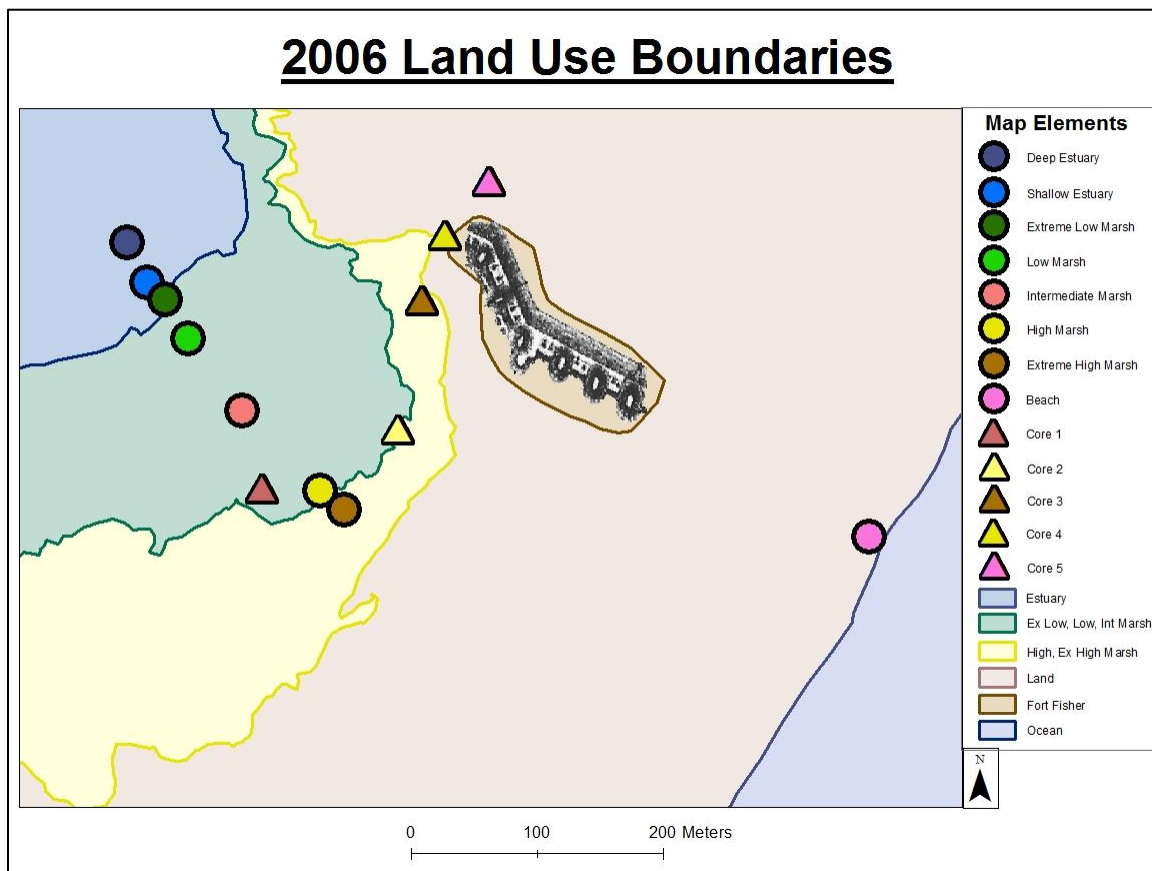 2006 Land Use Boundaries
Map Elements
Deep Estuary
Shallow Estuary
Extreme Low Marsh
Low Marsh
Intermediate Marsh
High Marsh
Extreme High Marsh
Beach
Core 1
Core 2
Core 3
Core 4
Core 5
Estuary
Ex Low, Low, Int Marsh
High, Ex High Marsh
Land
Fort Fisher
Ocean
N
0 100 200 Meters